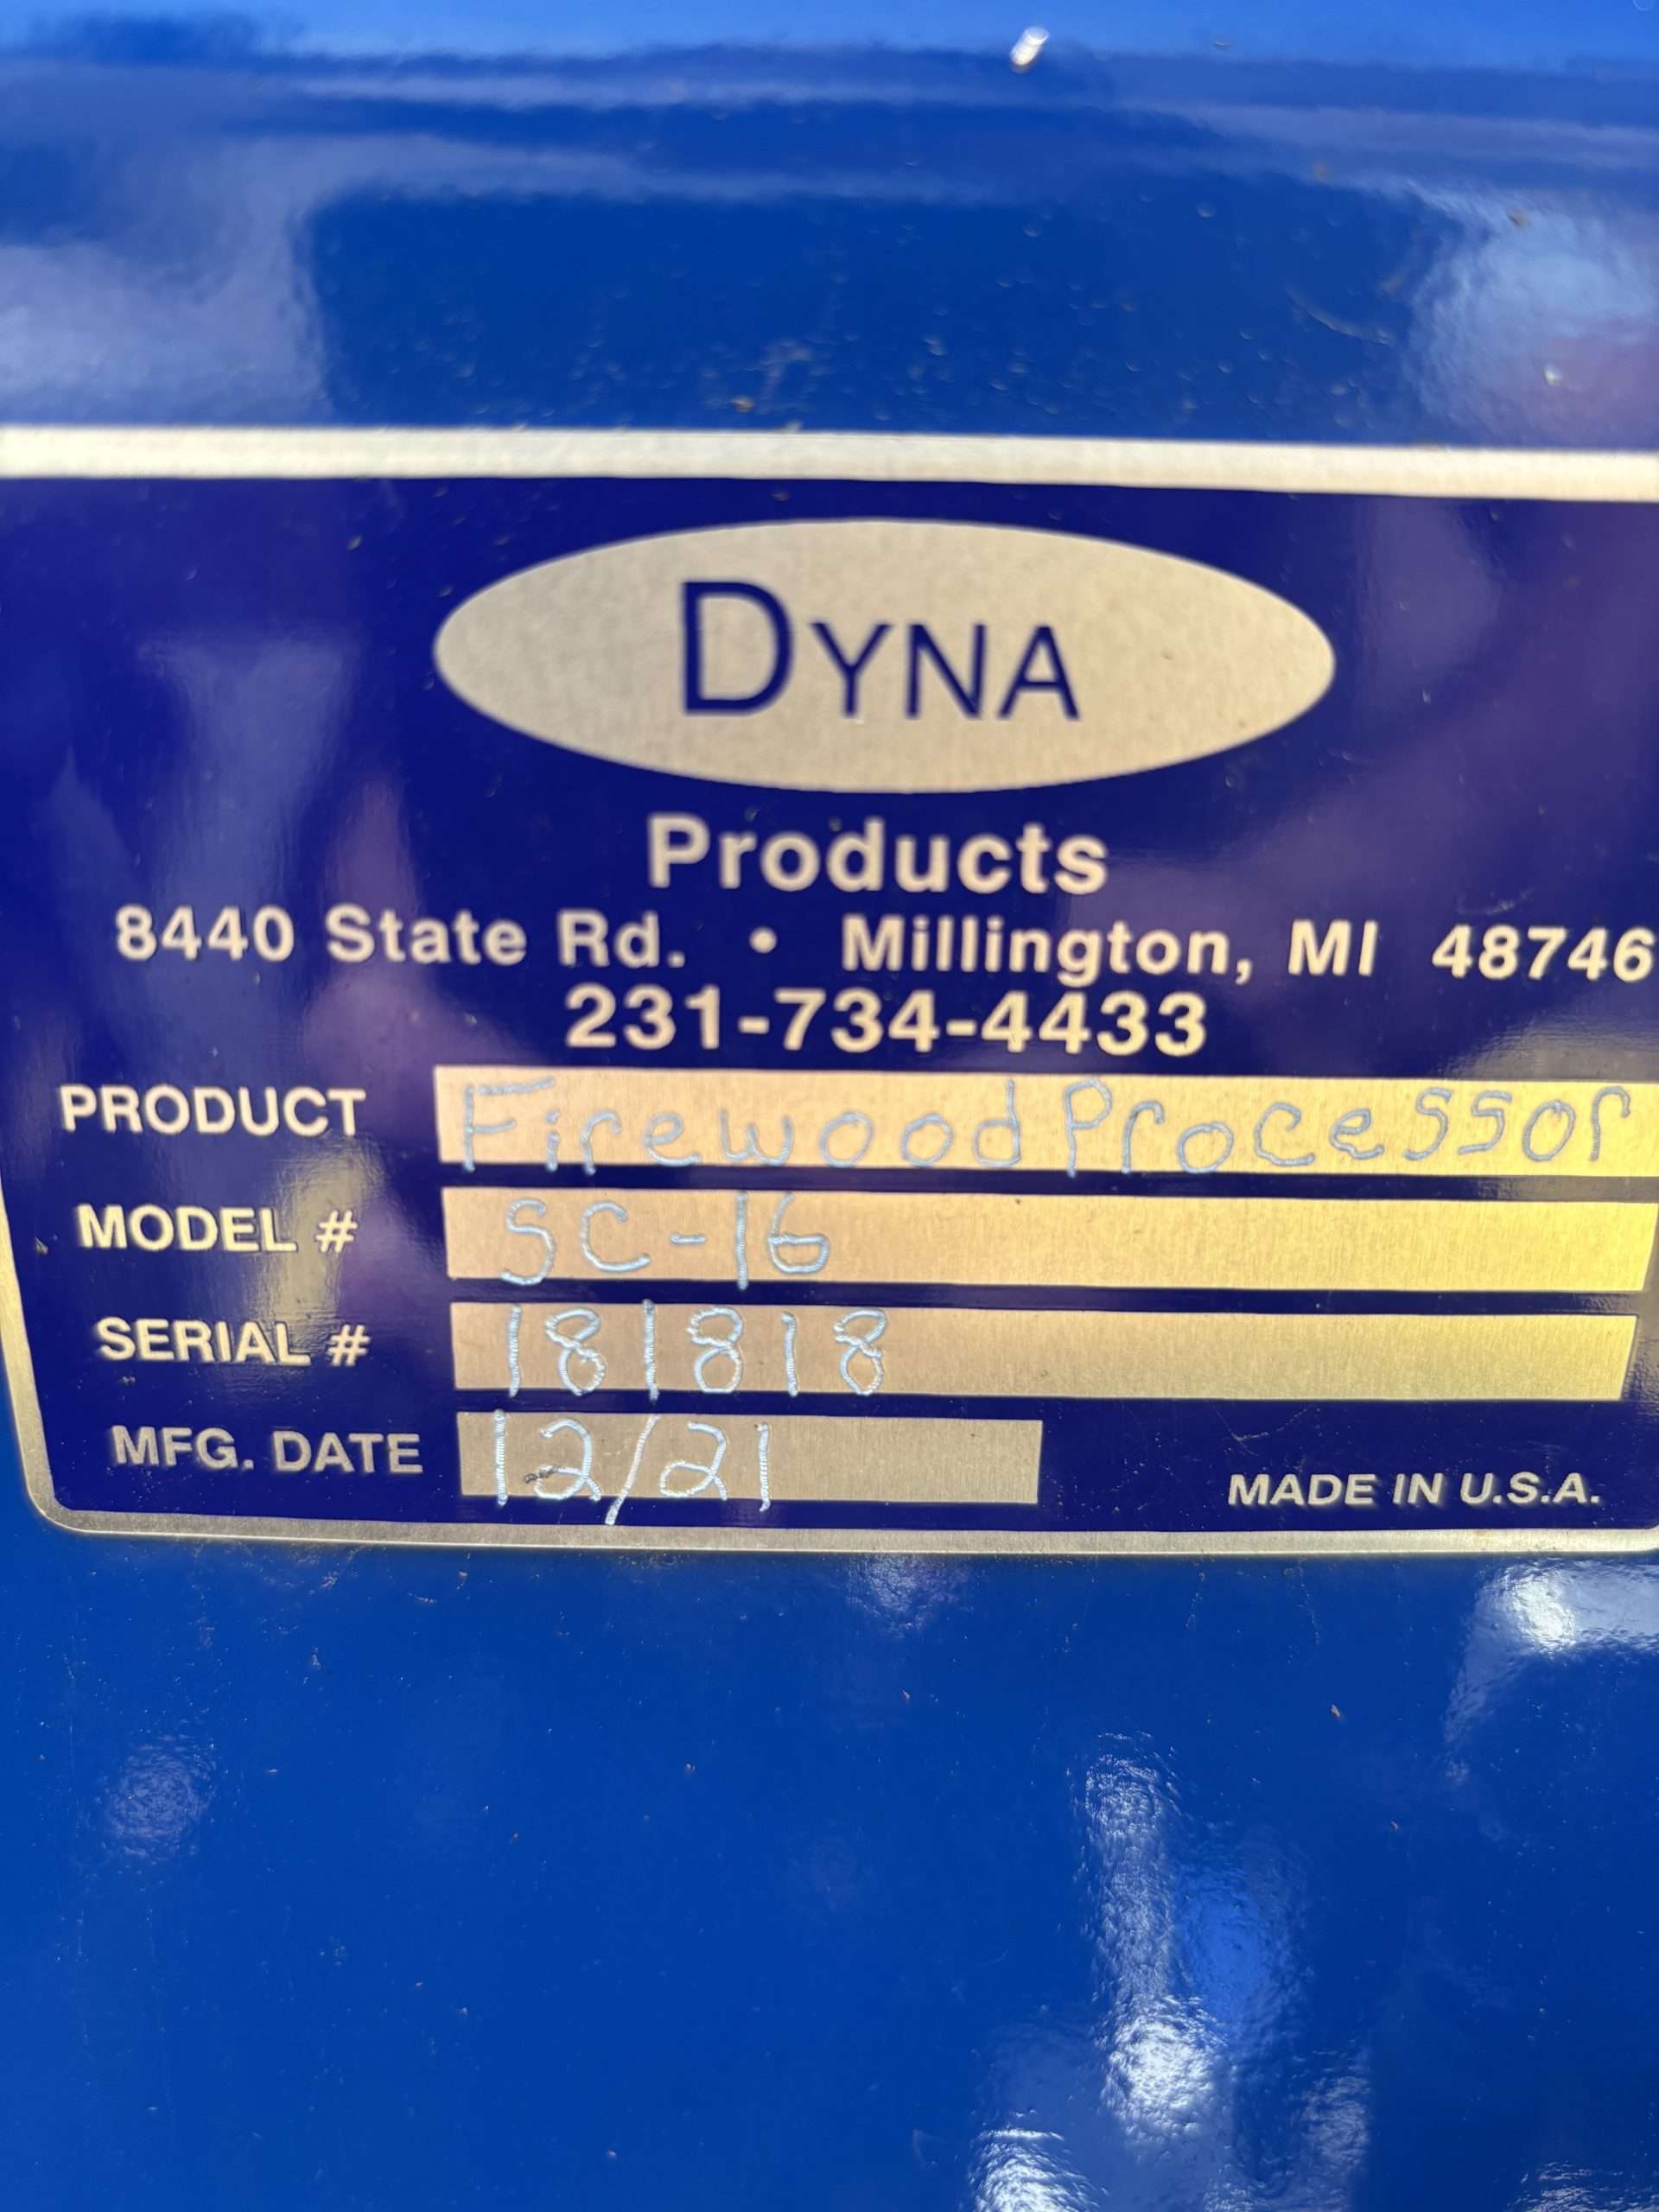 DYNA
Products
8440 State Rd. • Millington, MI 48746
231-734-4433
PRODUCT Firewood Processor
MODEL # SC-16
SERIAL # 181818
MFG. DATE 12/21
MADE IN U.S.A.